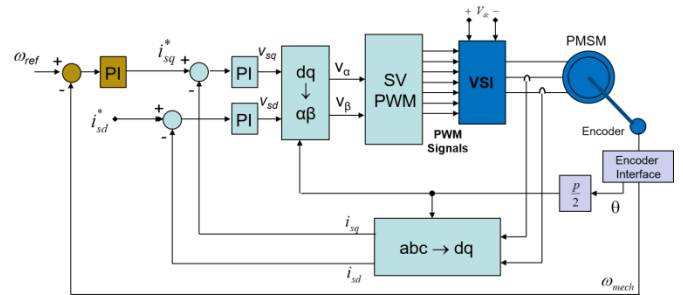 + V_dc −
ω_ref
+
-
PI
i*_sq
+
-
PI
V_sq
dq
↓
αβ
V_α
V_β
SV
PWM
VSI
PMSM
i*_sd
+
-
PI
V_sd
PWM
Signals
Encoder
Encoder
Interface
p/2
θ
i_sq
abc → dq
i_sd
ω_mech